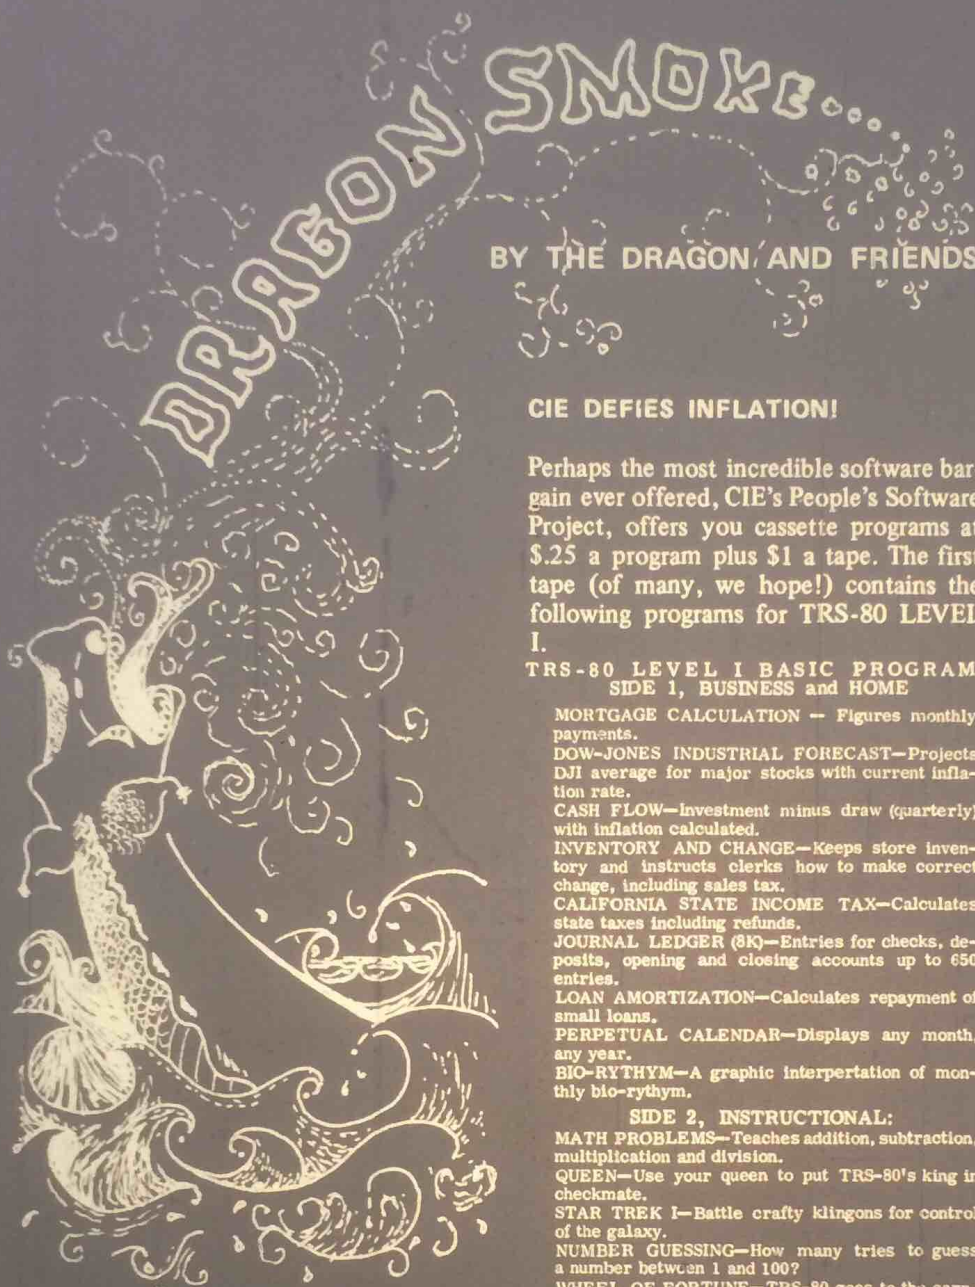 DRAGON SMOKE...
BY THE DRAGON AND FRIENDS
CIE DEFIES INFLATION!
Perhaps the most incredible software bar
gain ever offered, CIE's People's Software
Project, offers you cassette programs a
$.25 a program plus $1 a tape. The firs
tape (of many, we hope!) contains th
following programs for TRS-80 LEVEL
I.
TRS-80 LEVEL I BASIC PROGRAM
SIDE 1, BUSINESS and HOME
MORTGAGE CALCULATION — Figures monthly
payments.
DOW-JONES INDUSTRIAL FORECAST—Projects
DJI average for major stocks with current infla-
tion rate.
CASH FLOW—Investment minus draw (quarterly)
with inflation calculated.
INVENTORY AND CHANGE—Keeps store inven-
tory and instructs clerks how to make correct
change, including sales tax.
CALIFORNIA STATE INCOME TAX—Calculates
state taxes including refunds.
JOURNAL LEDGER (8K)—Entries for checks, de-
posits, opening and closing accounts up to 650
entries.
LOAN AMORTIZATION—Calculates repayment of
small loans.
PERPETUAL CALENDAR—Displays any month,
any year.
BIO-RYTHYM—A graphic interpertation of mon-
thly bio-rythym.
SIDE 2, INSTRUCTIONAL:
MATH PROBLEMS—Teaches addition, subtraction,
multiplication and division.
QUEEN—Use your queen to put TRS-80's king in
checkmate.
STAR TREK I—Battle crafty klingons for control
of the galaxy.
NUMBER GUESSING—How many tries to guess
a number between 1 and 100?
WHEEL OF FORTUNE—TRS-80 goes to the